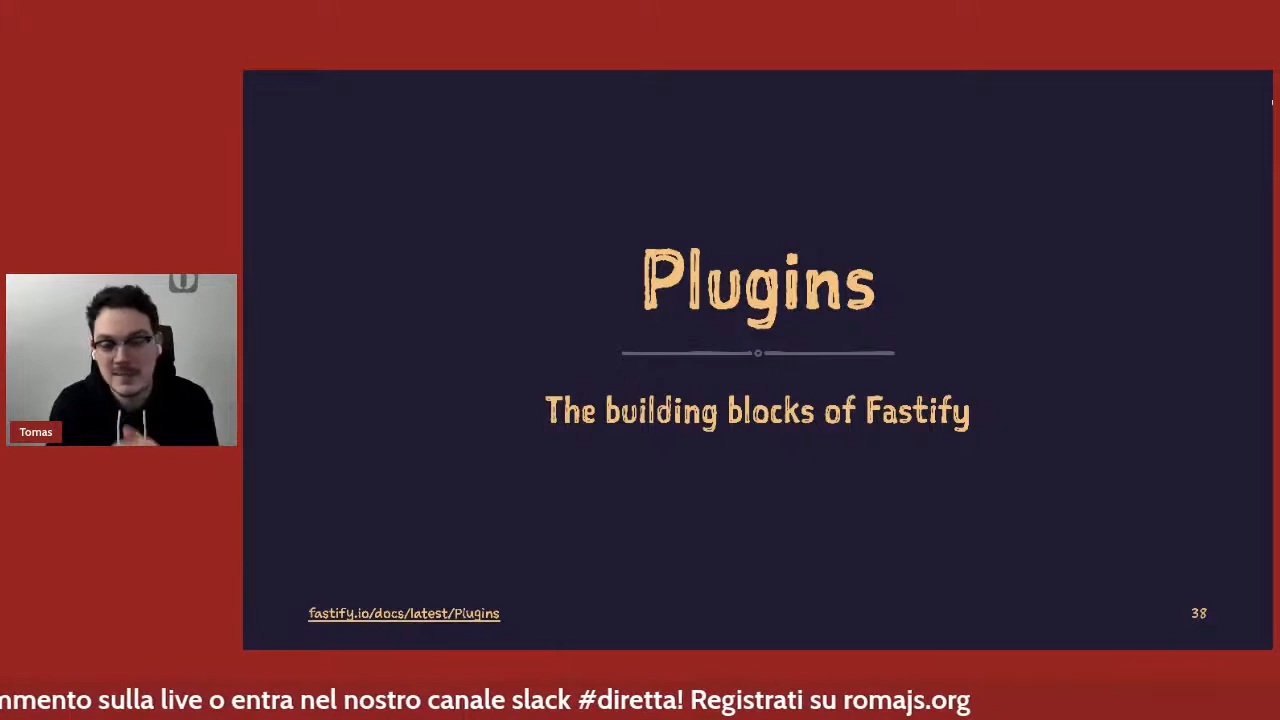 Plugins
The building blocks of Fastify
Tomas
fastify.io/docs/latest/Plugins
38
sulla live o entra nel nostro canale slack #diretta! Registrati su romajs.org